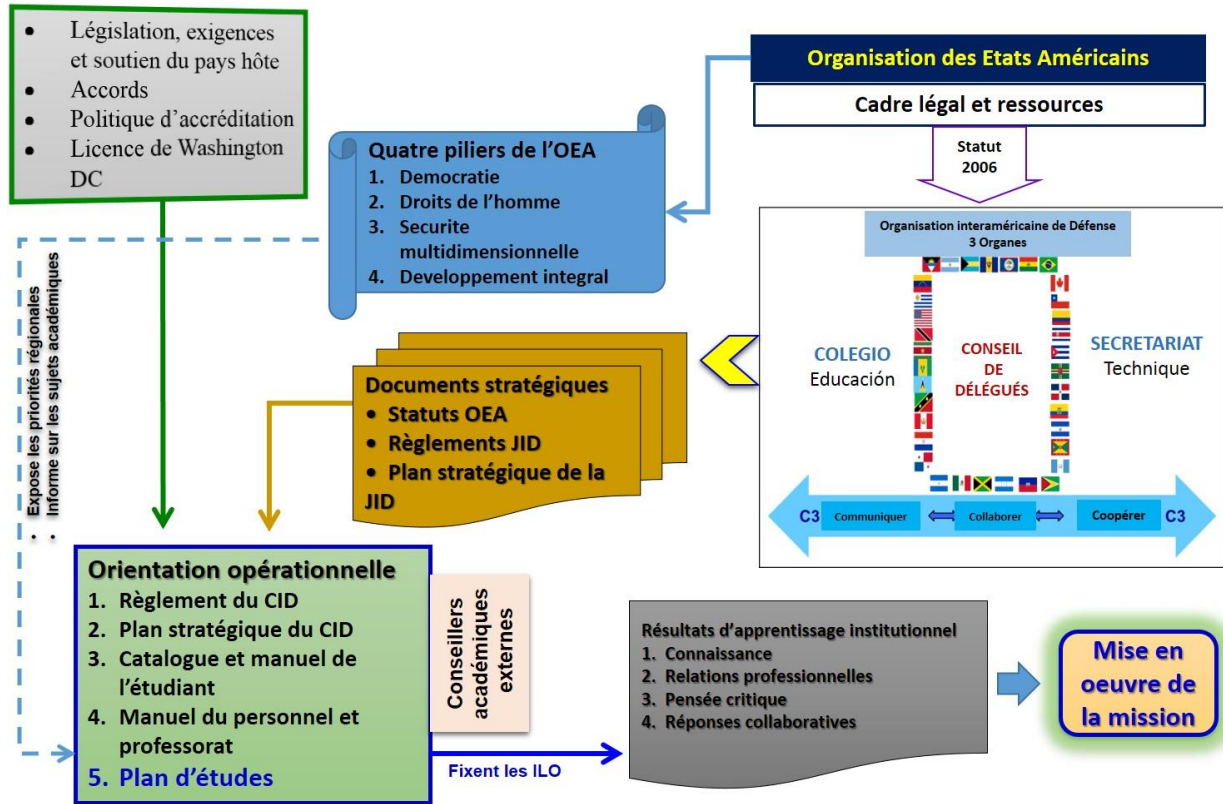 • Législation, exigences
et soutien du pays hôte
• Accords
• Politique d'accréditation
• Licence de Washington
DC
Organisation des Etats Américains
Cadre légal et ressources
Statut
2006
Quatre piliers de l'OEA
1. Democratie
2. Droits de l'homme
3. Securite
multidimensionnelle
4. Developpement integral
Organisation interaméricaine de Défense
3 Organes
COLEGIO
Educación
CONSEIL
DE
DÉLÉGUÉS
SECRETARIAT
Technique
C3 Communiquer Collaborer Coopérer C3
Documents stratégiques
• Statuts OEA
• Règlements JID
• Plan stratégique de la
JID
• Expose les priorités régionales
• Informe sur les sujets académiques
Orientation opérationnelle
1. Règlement du CID
2. Plan stratégique du CID
3. Catalogue et manuel de
l'étudiant
4. Manuel du personnel et
professorat
5. Plan d'études
Conseillers
académiques
externes
Fixent les ILO
Résultats d'apprentissage institutionnel
1. Connaissance
2. Relations professionnelles
3. Pensée critique
4. Réponses collaboratives
Mise en
oeuvre de
la mission